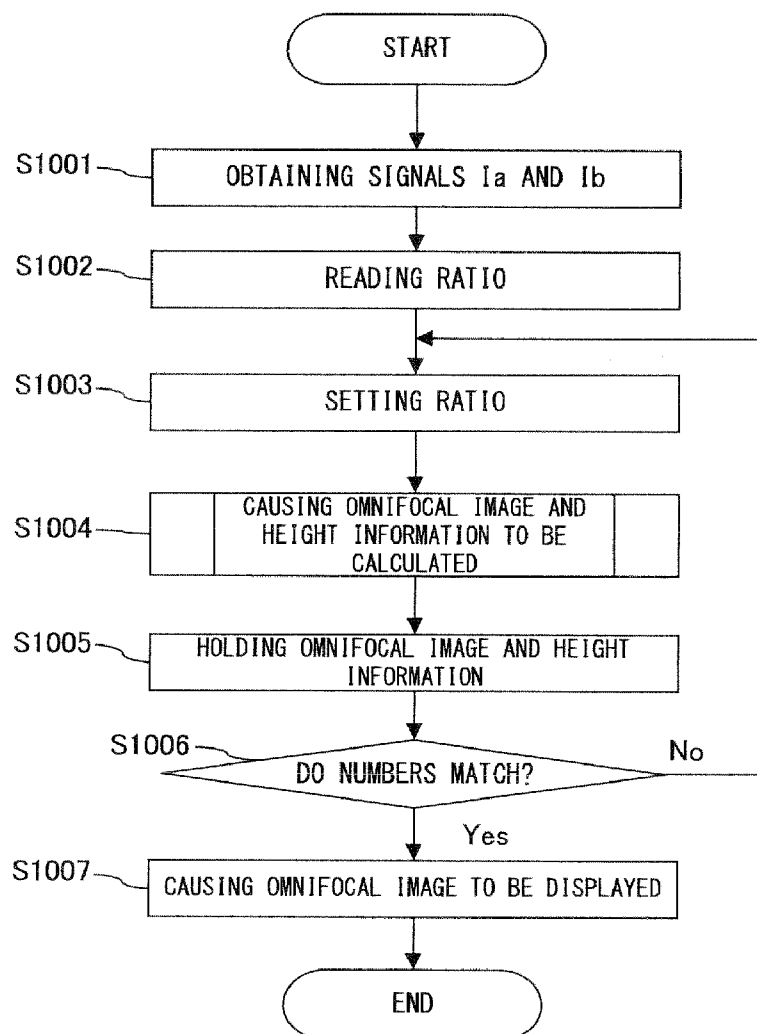 START
S1001
OBTAINING SIGNALS Ia AND Ib
S1002
READING RATIO
S1003
SETTING RATIO
S1004
CAUSING OMNIFOCAL IMAGE AND
HEIGHT INFORMATION TO BE
CALCULATED
S1005
HOLDING OMNIFOCAL IMAGE AND HEIGHT
INFORMATION
S1006
DO NUMBERS MATCH?
No
Yes
S1007
CAUSING OMNIFOCAL IMAGE TO BE DISPLAYED
END